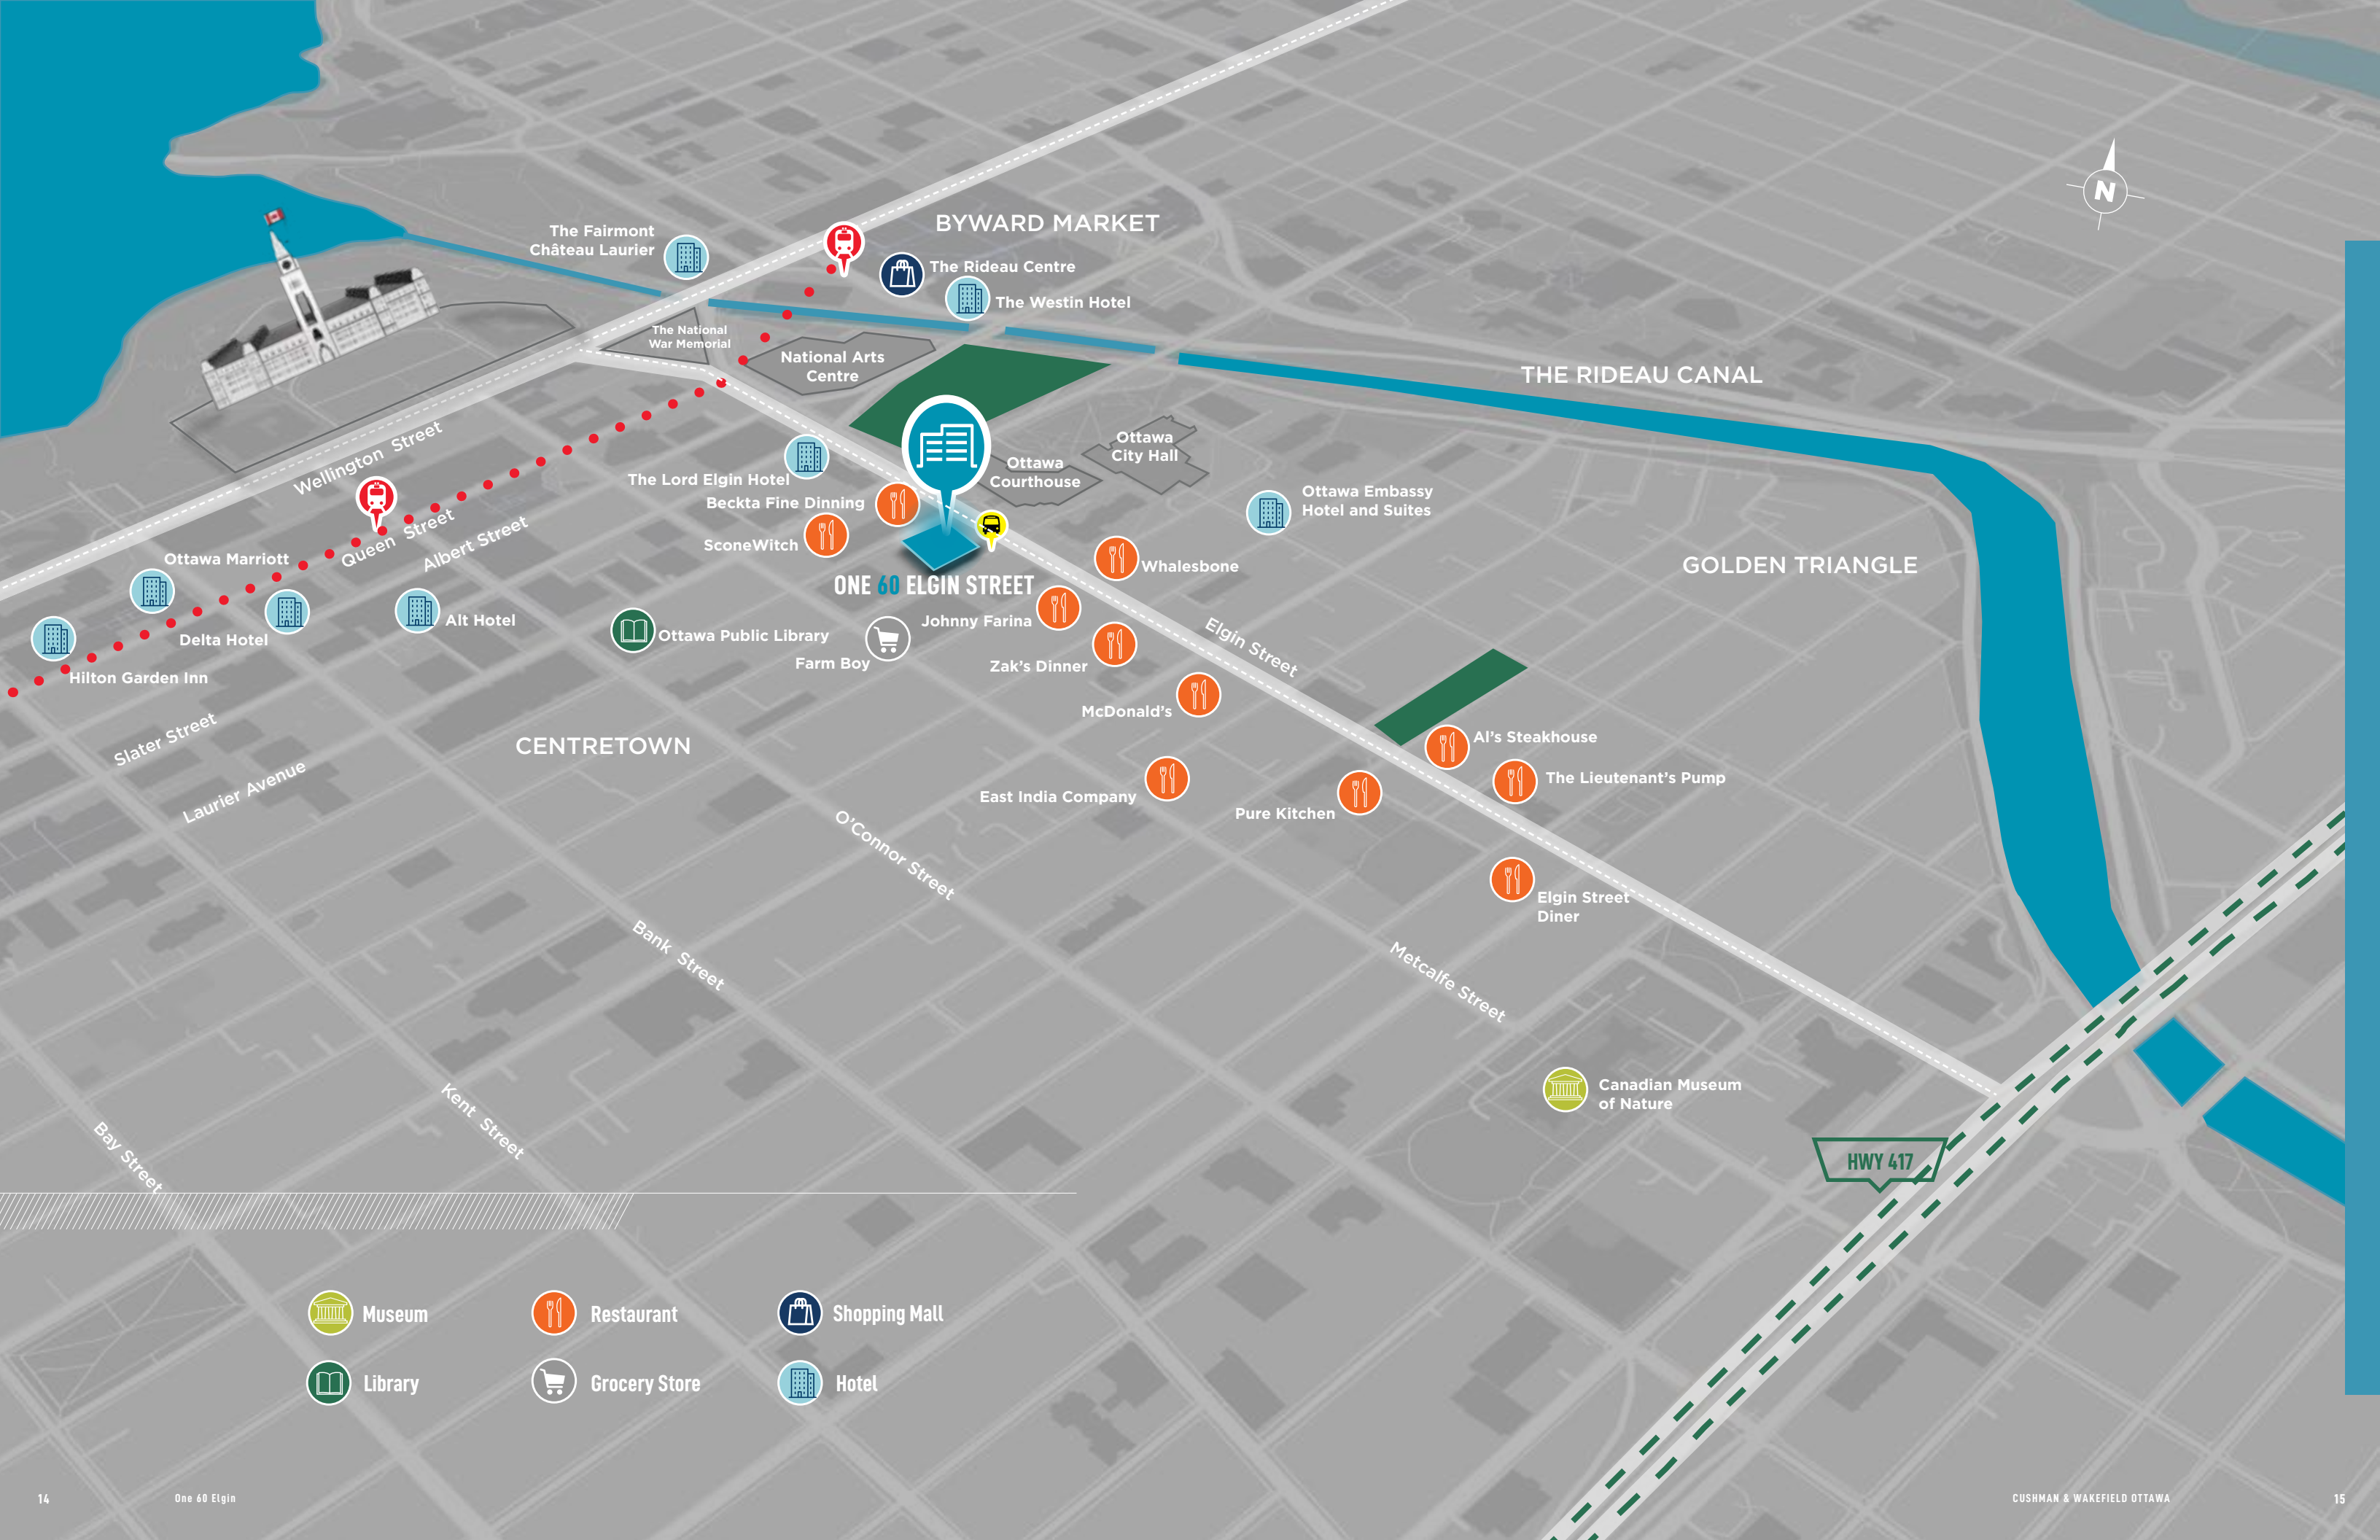 N
BYWARD MARKET
The Fairmont
Château Laurier
The Rideau Centre
The Westin Hotel
The National
War Memorial
National Arts
Centre
THE RIDEAU CANAL
Wellington Street
Ottawa
City Hall
Ottawa
Courthouse
The Lord Elgin Hotel
Beckta Fine Dinning
Ottawa Embassy
Hotel and Suites
SconeWitch
Queen Street
Albert Street
Ottawa Marriott
Whalesbone
GOLDEN TRIANGLE
ONE 60 ELGIN STREET
Alt Hotel
Delta Hotel
Ottawa Public Library
Johnny Farina
Farm Boy
Zak's Dinner
Elgin Street
Hilton Garden Inn
McDonald's
Slater Street
CENTRETOWN
Al's Steakhouse
The Lieutenant's Pump
Laurier Avenue
East India Company
Pure Kitchen
O'Connor Street
Elgin Street
Diner
Bank Street
Metcalfe Street
Canadian Museum
of Nature
Kent Street
Bay Street
HWY 417
Museum
Restaurant
Shopping Mall
Library
Grocery Store
Hotel
14
One 60 Elgin
CUSHMAN & WAKEFIELD OTTAWA
15